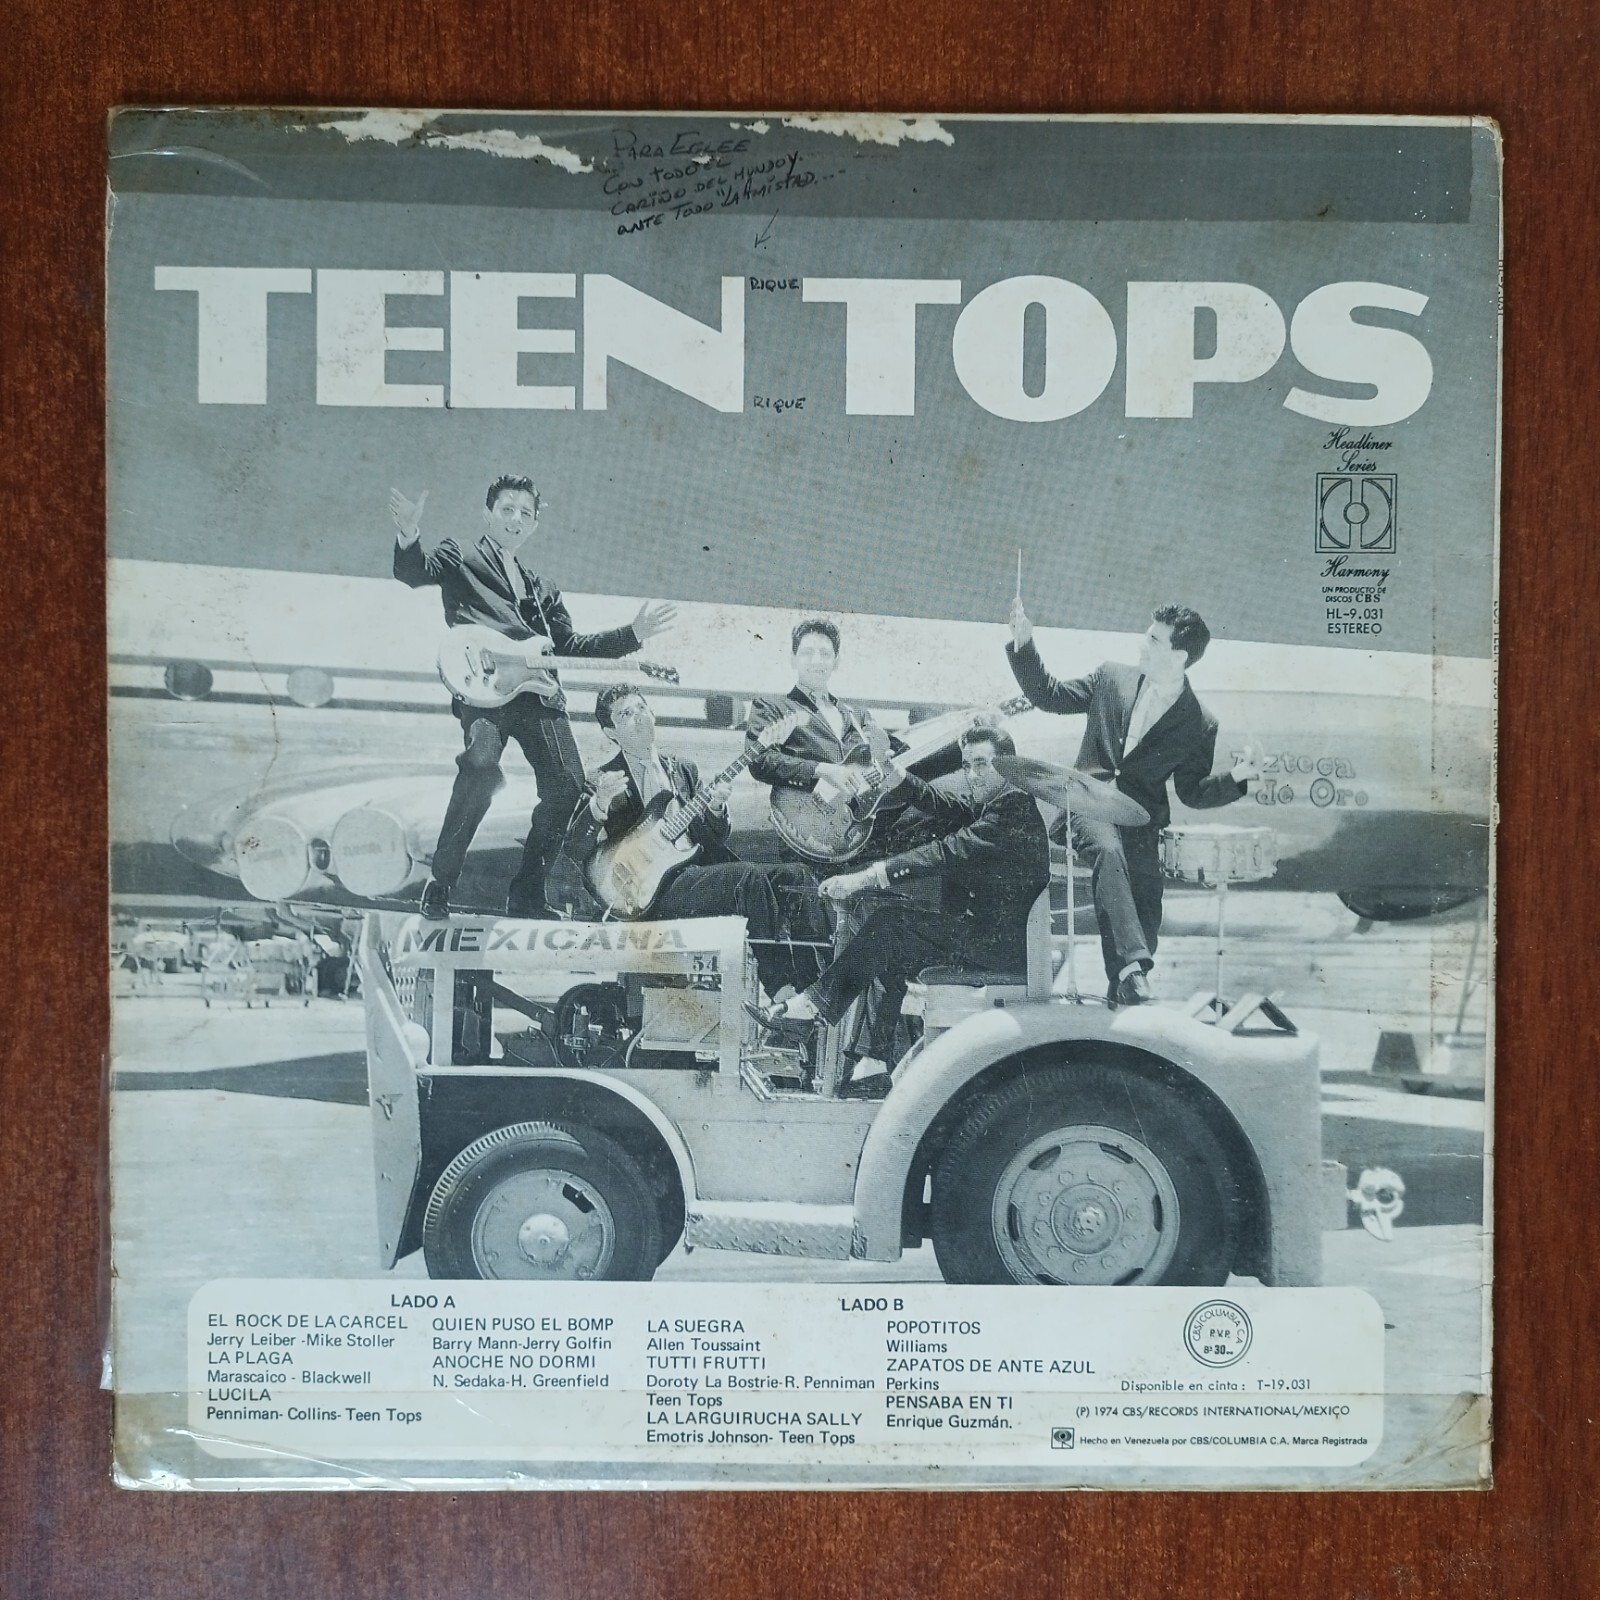 PARA EGLEE
CON TODO EL
CARIÑO DEL MUNDO Y.
ANTE TODO "LA AMISTAD....
TEEN TOPS
RIQUE
RIQUE
Headliner
Series
Harmony
UN PRODUCTO DE
DISCOS CBS
HL-9.031
ESTEREO
Azteca
de Oro
MEXICANA
54
LADO A
EL ROCK DE LA CARCEL
Jerry Leiber -Mike Stoller
LA PLAGA
Marascaico - Blackwell
LUCILA
Penniman- Collins- Teen Tops
QUIEN PUSO EL BOMP
Barry Mann-Jerry Golfin
ANOCHE NO DORMI
N. Sedaka-H. Greenfield
LADO B
LA SUEGRA
Allen Toussaint
TUTTI FRUTTI
Doroty La Bostrie-R. Penniman
Teen Tops
LA LARGUIRUCHA SALLY
Emotris Johnson- Teen Tops
POPOTITOS
Williams
ZAPATOS DE ANTE AZUL
Perkins
PENSABA EN TI
Enrique Guzmán.
CBS/COLUMBIA C.A.
P.V.P.
Bs 30.oo
Disponible en cinta : T-19.031
(P) 1974 CBS/RECORDS INTERNATIONAL/MEXICO
Hecho en Venezuela por CBS/COLUMBIA C.A. Marca Registrada